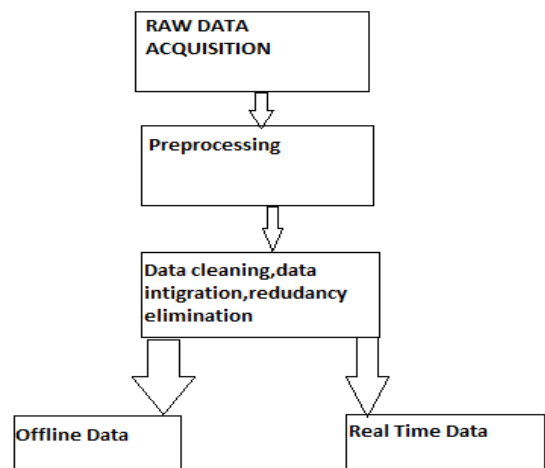 RAW DATA
ACQUISITION
Preprocessing
Data cleaning,data
intigration,redudancy
elimination
Offline Data
Real Time Data